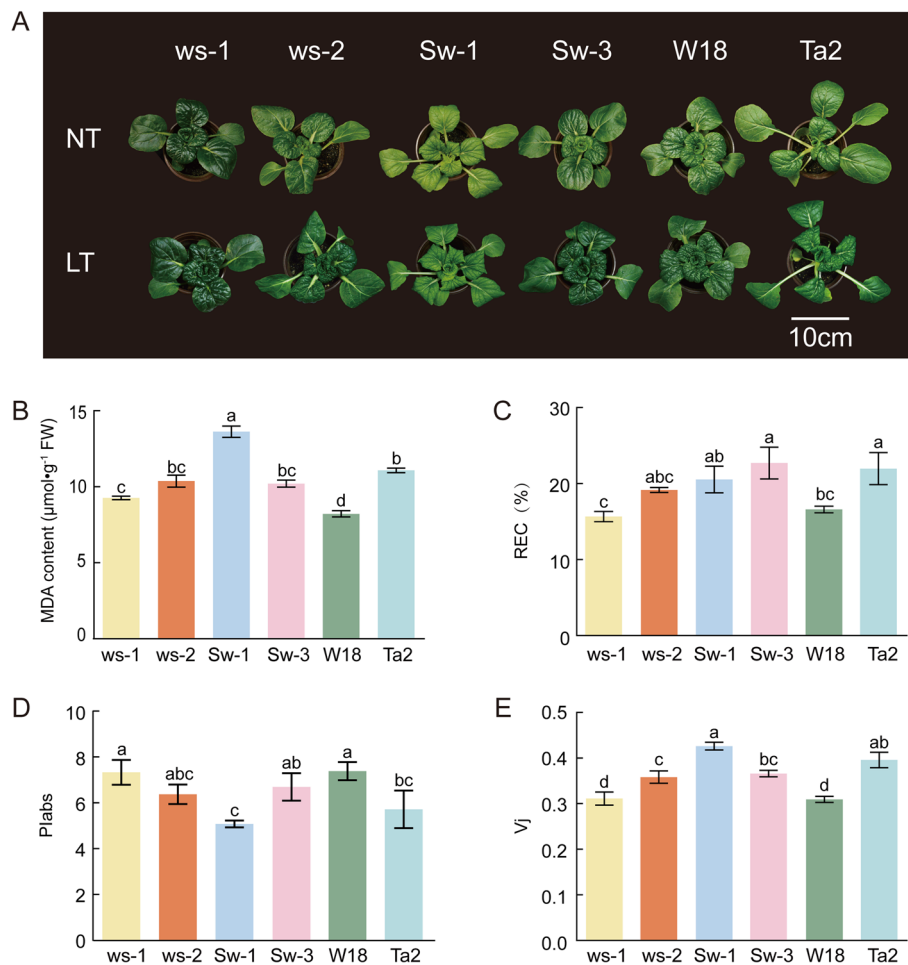 A
ws-1 ws-2 Sw-1 Sw-3 W18 Ta2
NT
LT
10cm
B
MDA content (μmol•g⁻¹ FW)
15
10
5
0
c bc a bc d b
ws-1 ws-2 Sw-1 Sw-3 W18 Ta2
C
REC (%)
30
20
10
0
c abc ab a bc a
ws-1 ws-2 Sw-1 Sw-3 W18 Ta2
D
PIabs
10
8
6
4
2
0
a abc c ab a bc
ws-1 ws-2 Sw-1 Sw-3 W18 Ta2
E
Vj
0.5
0.4
0.3
0.2
0.1
0.0
d c a bc d ab
ws-1 ws-2 Sw-1 Sw-3 W18 Ta2